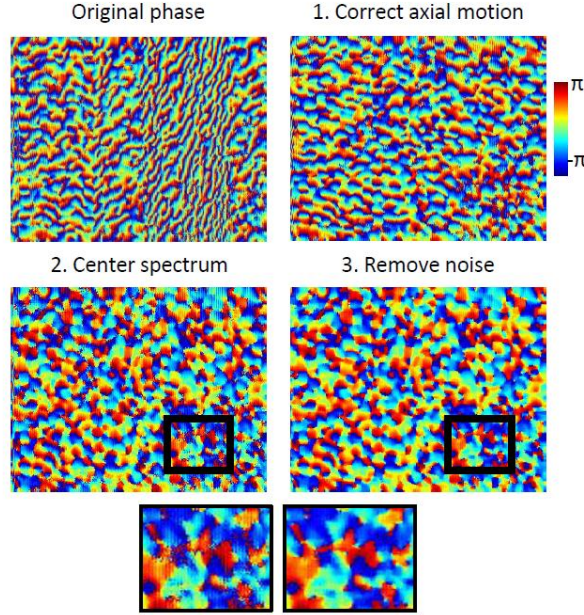 Original phase
1. Correct axial motion
π
-π
2. Center spectrum
3. Remove noise